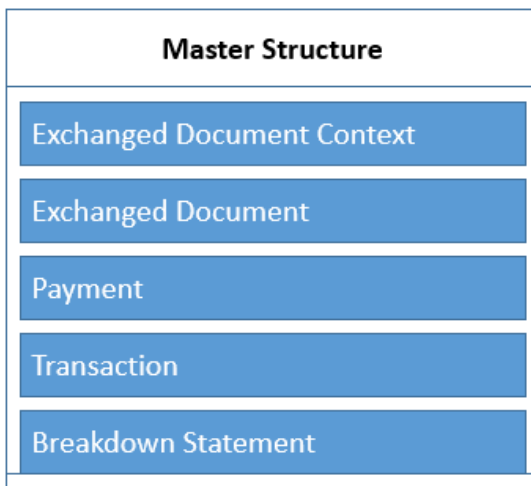 Master Structure
Exchanged Document Context
Exchanged Document
Payment
Transaction
Breakdown Statement